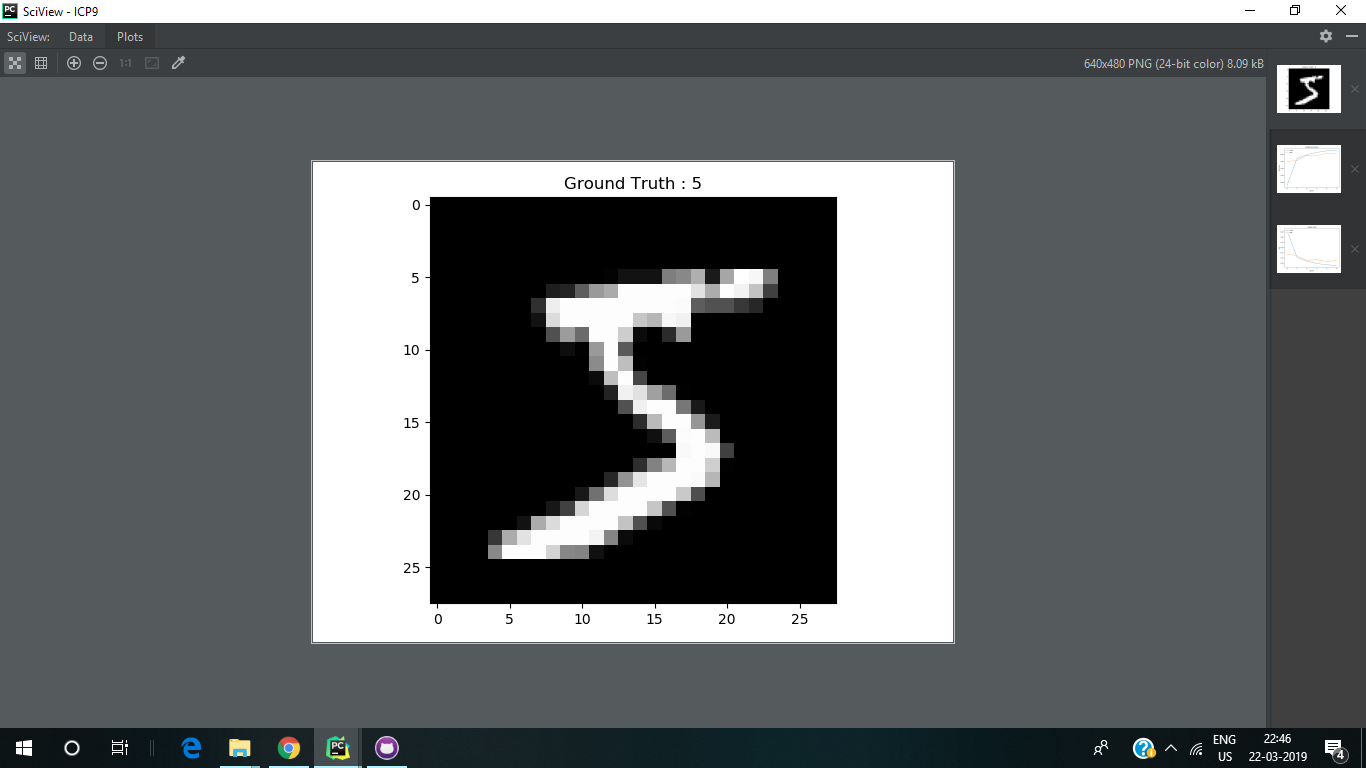 PC SciView - ICP9
SciView: Data Plots
1:1
640x480 PNG (24-bit color) 8.09 kB
Ground Truth : 5
0
5
10
15
20
25
0 5 10 15 20 25
5
PC
ENG
US
22:46
22-03-2019
4